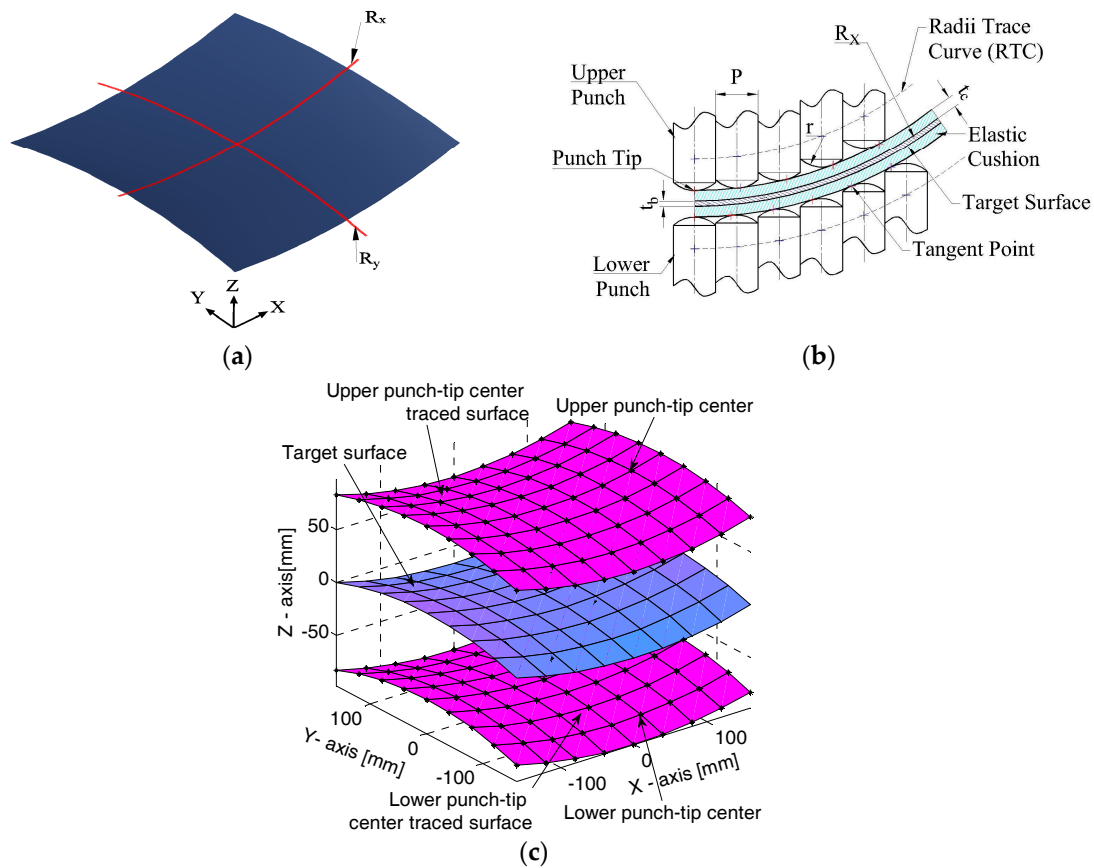 Rx
Ry
Z
Y
X
(a)
Upper
Punch
P
RX
Radii Trace
Curve (RTC)
tc
r
Punch Tip
Elastic
Cushion
tb
Target Surface
Lower
Punch
Tangent Point
(b)
Upper punch-tip center
traced surface
Upper punch-tip center
Target surface
50
0
-50
Z - axis[mm]
100
0
-100
Y- axis [mm]
-100
0
100
X - axis [mm]
Lower punch-tip
center traced surface
Lower punch-tip center
(c)